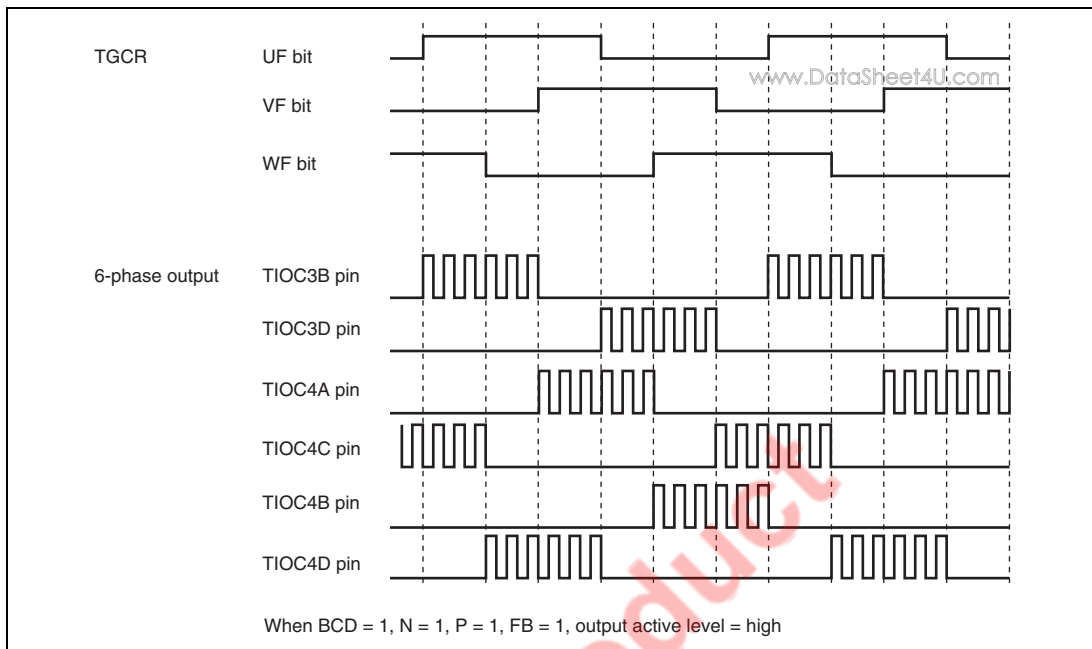 TGCR UF bit
www.DataSheet4U.com
VF bit
WF bit
6-phase output TIOC3B pin
TIOC3D pin
TIOC4A pin
TIOC4C pin
TIOC4B pin
TIOC4D pin
When BCD = 1, N = 1, P = 1, FB = 1, output active level = high